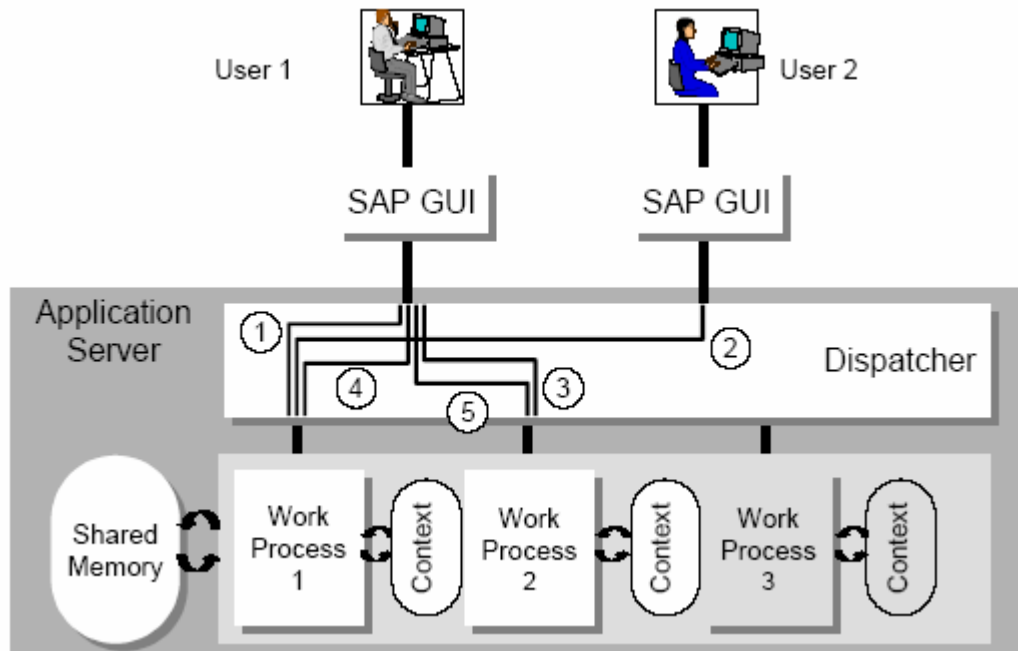 User 1
User 2
SAP GUI
SAP GUI
Application
Server
1
2
Dispatcher
4
3
5
Shared
Memory
Work
Process
1
Context
Work
Process
2
Context
Work
Process
3
Context